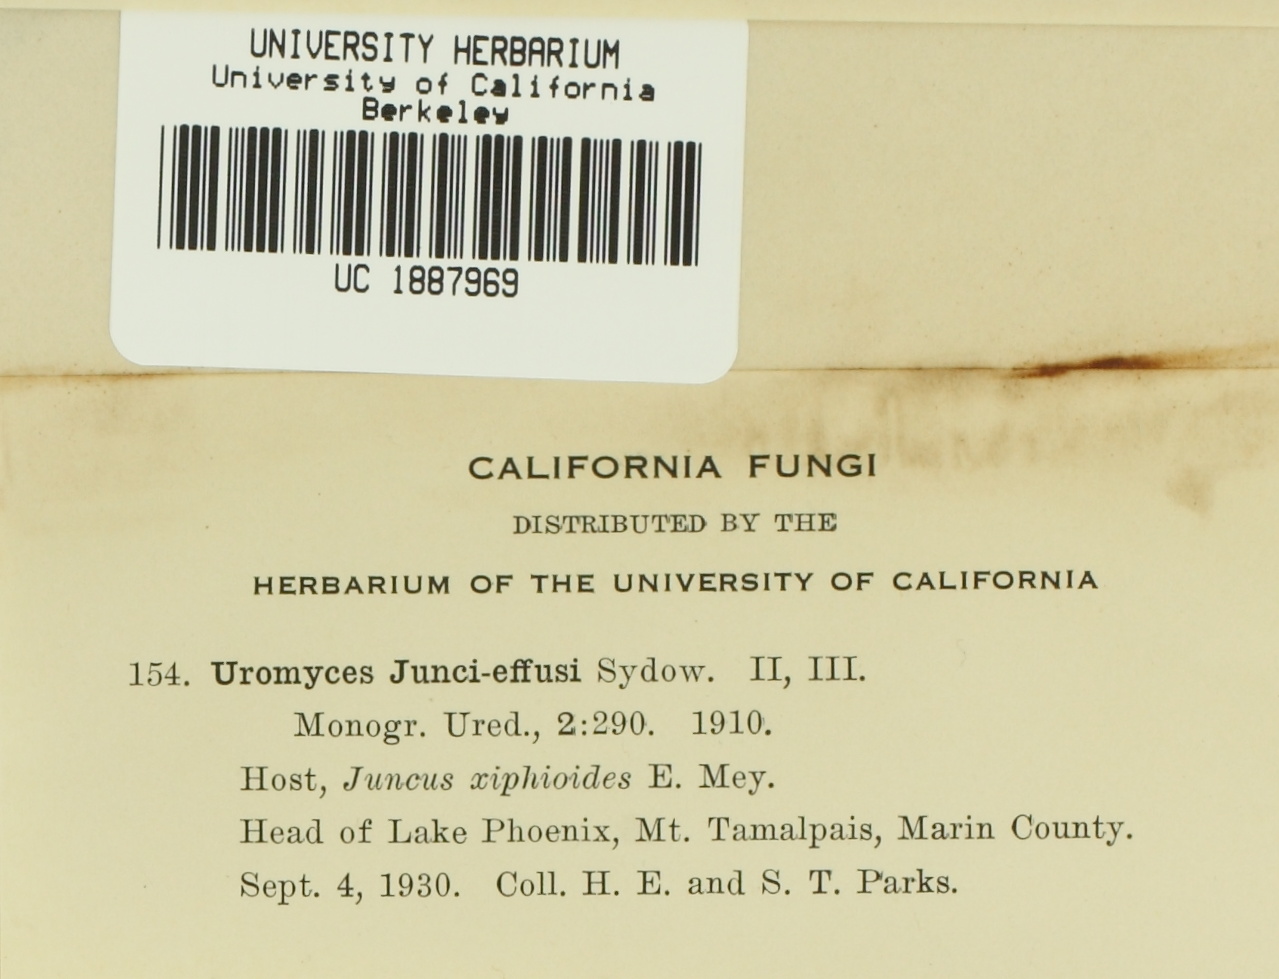 UNIVERSITY HERBARIUM
University of California
Berkeley
UC 1887969
CALIFORNIA FUNGI
DISTRIBUTED BY THE
HERBARIUM OF THE UNIVERSITY OF CALIFORNIA
154. Uromyces Junci-effusi Sydow. II, III.
Monogr. Ured., 2:290. 1910.
Host, Juncus xiphioides E. Mey.
Head of Lake Phoenix, Mt. Tamalpais, Marin County.
Sept. 4, 1930. Coll. H. E. and S. T. Parks.